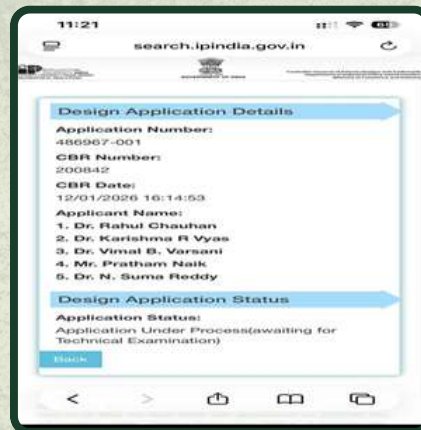 11:21
search.ipindia.gov.in
Design Application Details
Application Number:
486967-001
CBR Number:
200842
CBR Date:
12/01/2026 16:14:53
Applicant Name:
1. Dr. Rahul Chauhan
2. Dr. Karishma R Vyas
3. Dr. Vimal B. Varsani
4. Mr. Pratham Naik
5. Dr. N. Suma Reddy
Design Application Status
Application Status:
Application Under Process(awaiting for
Technical Examination)
Back